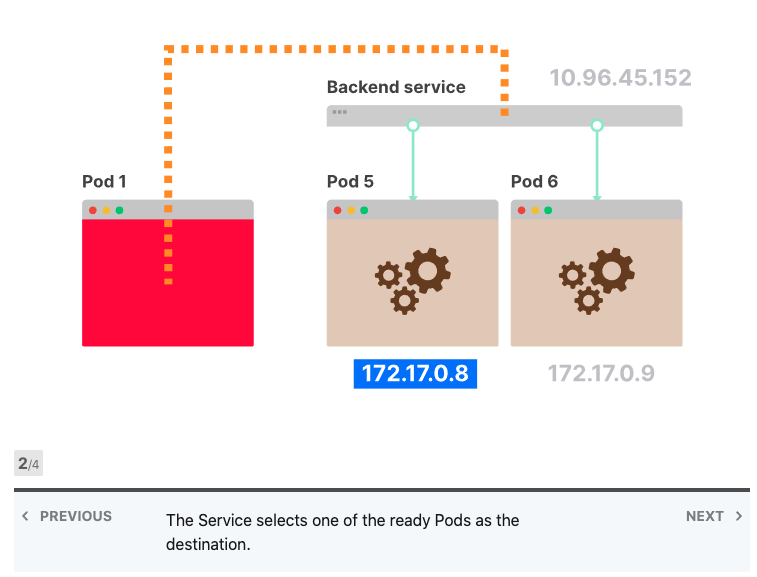 10.96.45.152
Backend service
Pod 1
Pod 5
Pod 6
172.17.0.8
172.17.0.9
2/4
PREVIOUS
The Service selects one of the ready Pods as the
destination.
NEXT